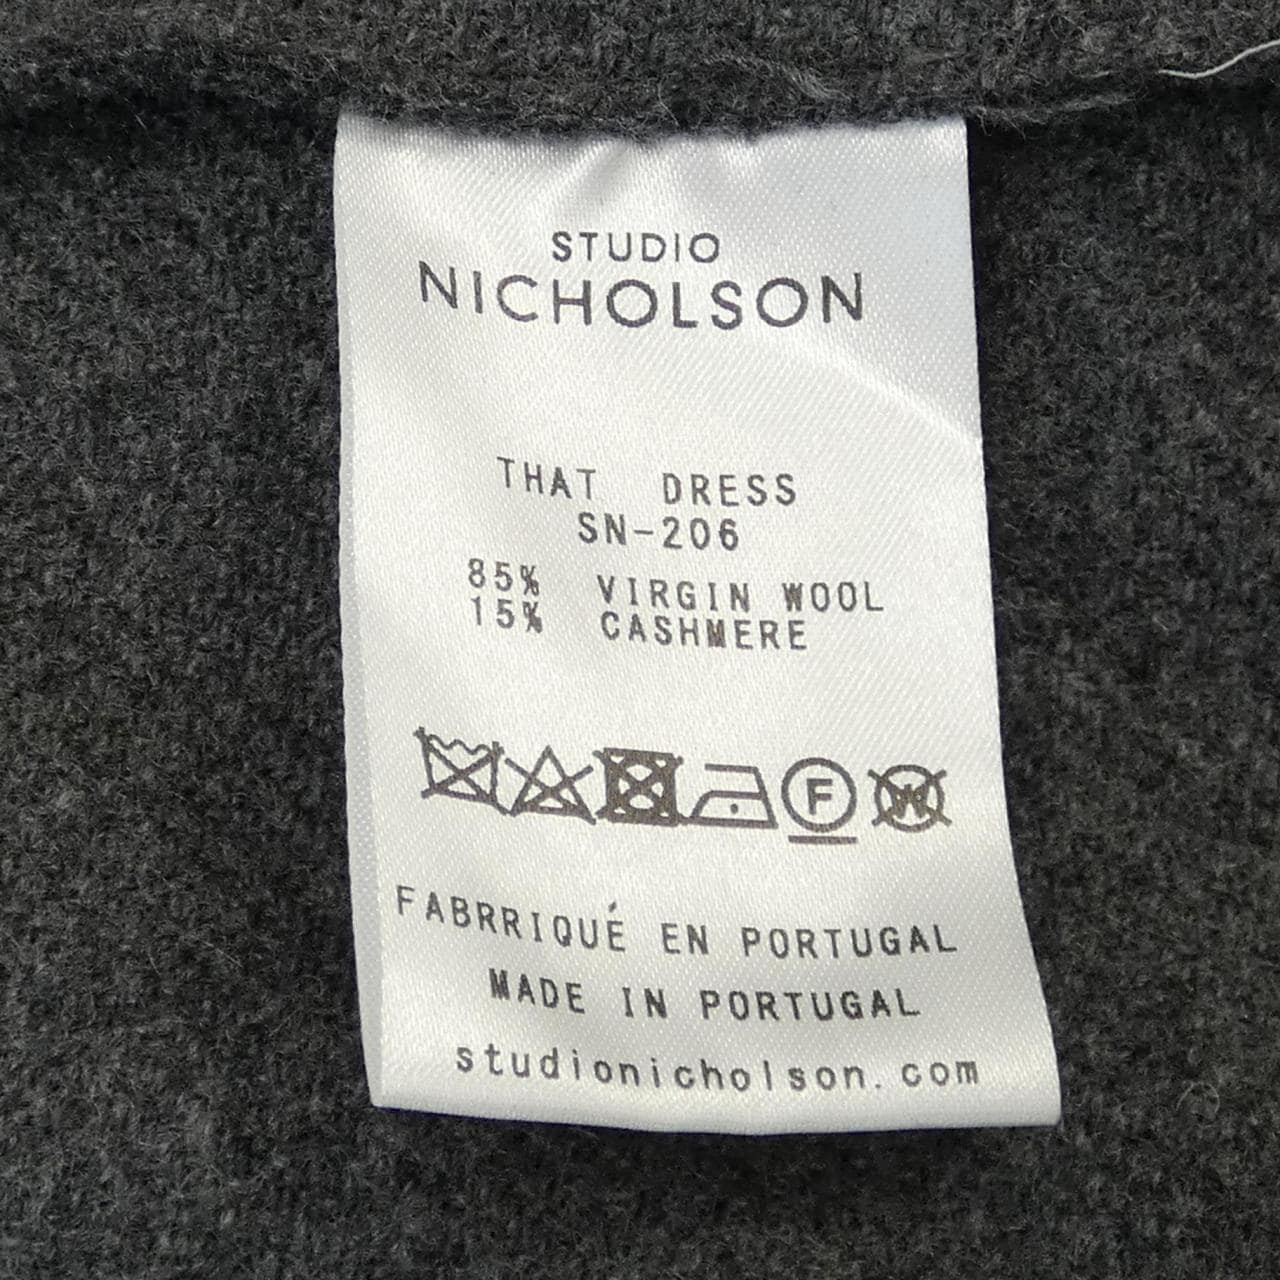 STUDIO
NICHOLSON
THAT DRESS
SN-206
85% VIRGIN WOOL
15% CASHMERE
F W
FABRRIQUÉ EN PORTUGAL
MADE IN PORTUGAL
studionicholson.com